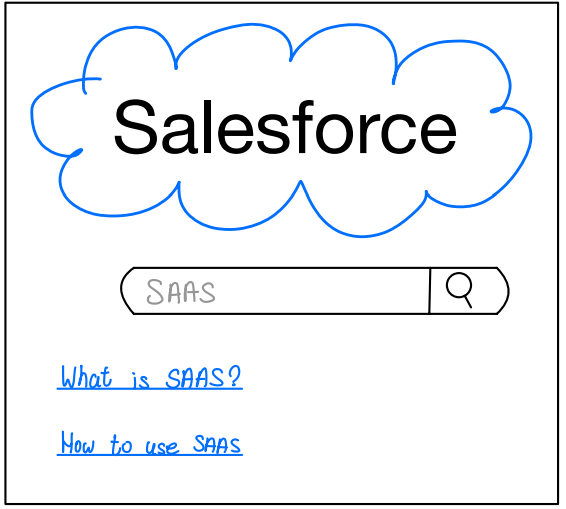 Salesforce
SAAS
What is SAAS?
How to use SAAS